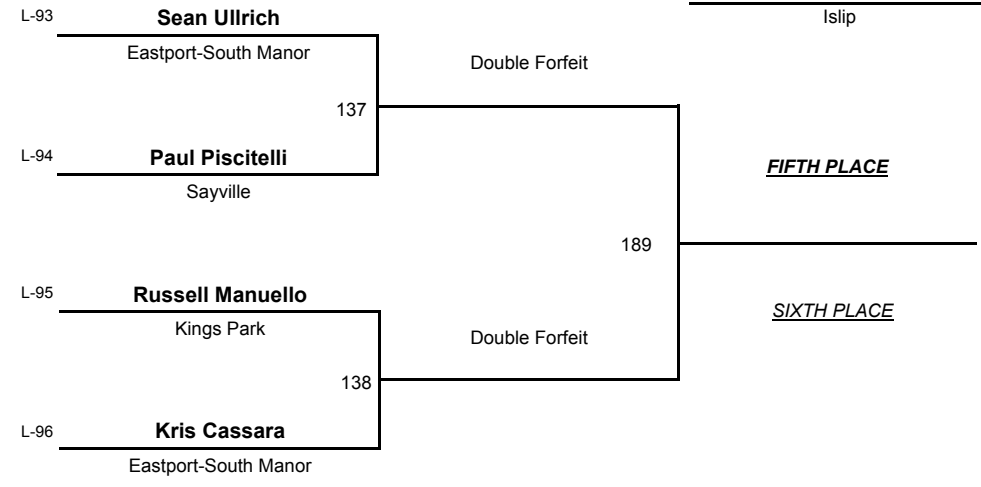 L-93 Sean Ullrich
Islip
Eastport-South Manor
Double Forfeit
137
L-94 Paul Piscitelli
FIFTH PLACE
Sayville
189
L-95 Russell Manuello
SIXTH PLACE
Kings Park
Double Forfeit
138
L-96 Kris Cassara
Eastport-South Manor